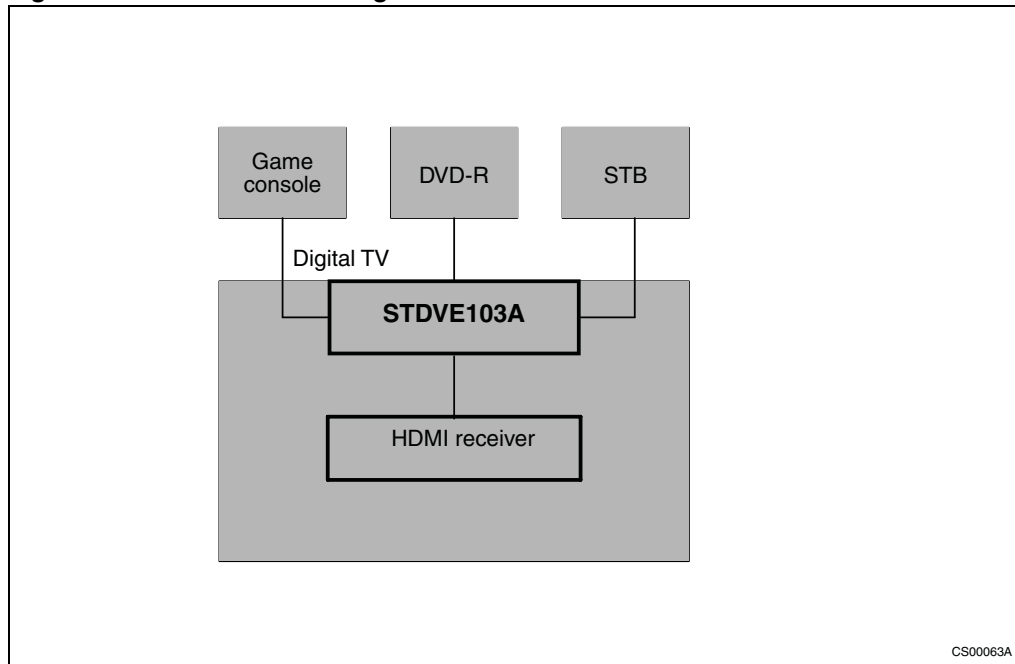 Game
console
DVD-R
STB
Digital TV
STDVE103A
HDMI receiver
CS00063A